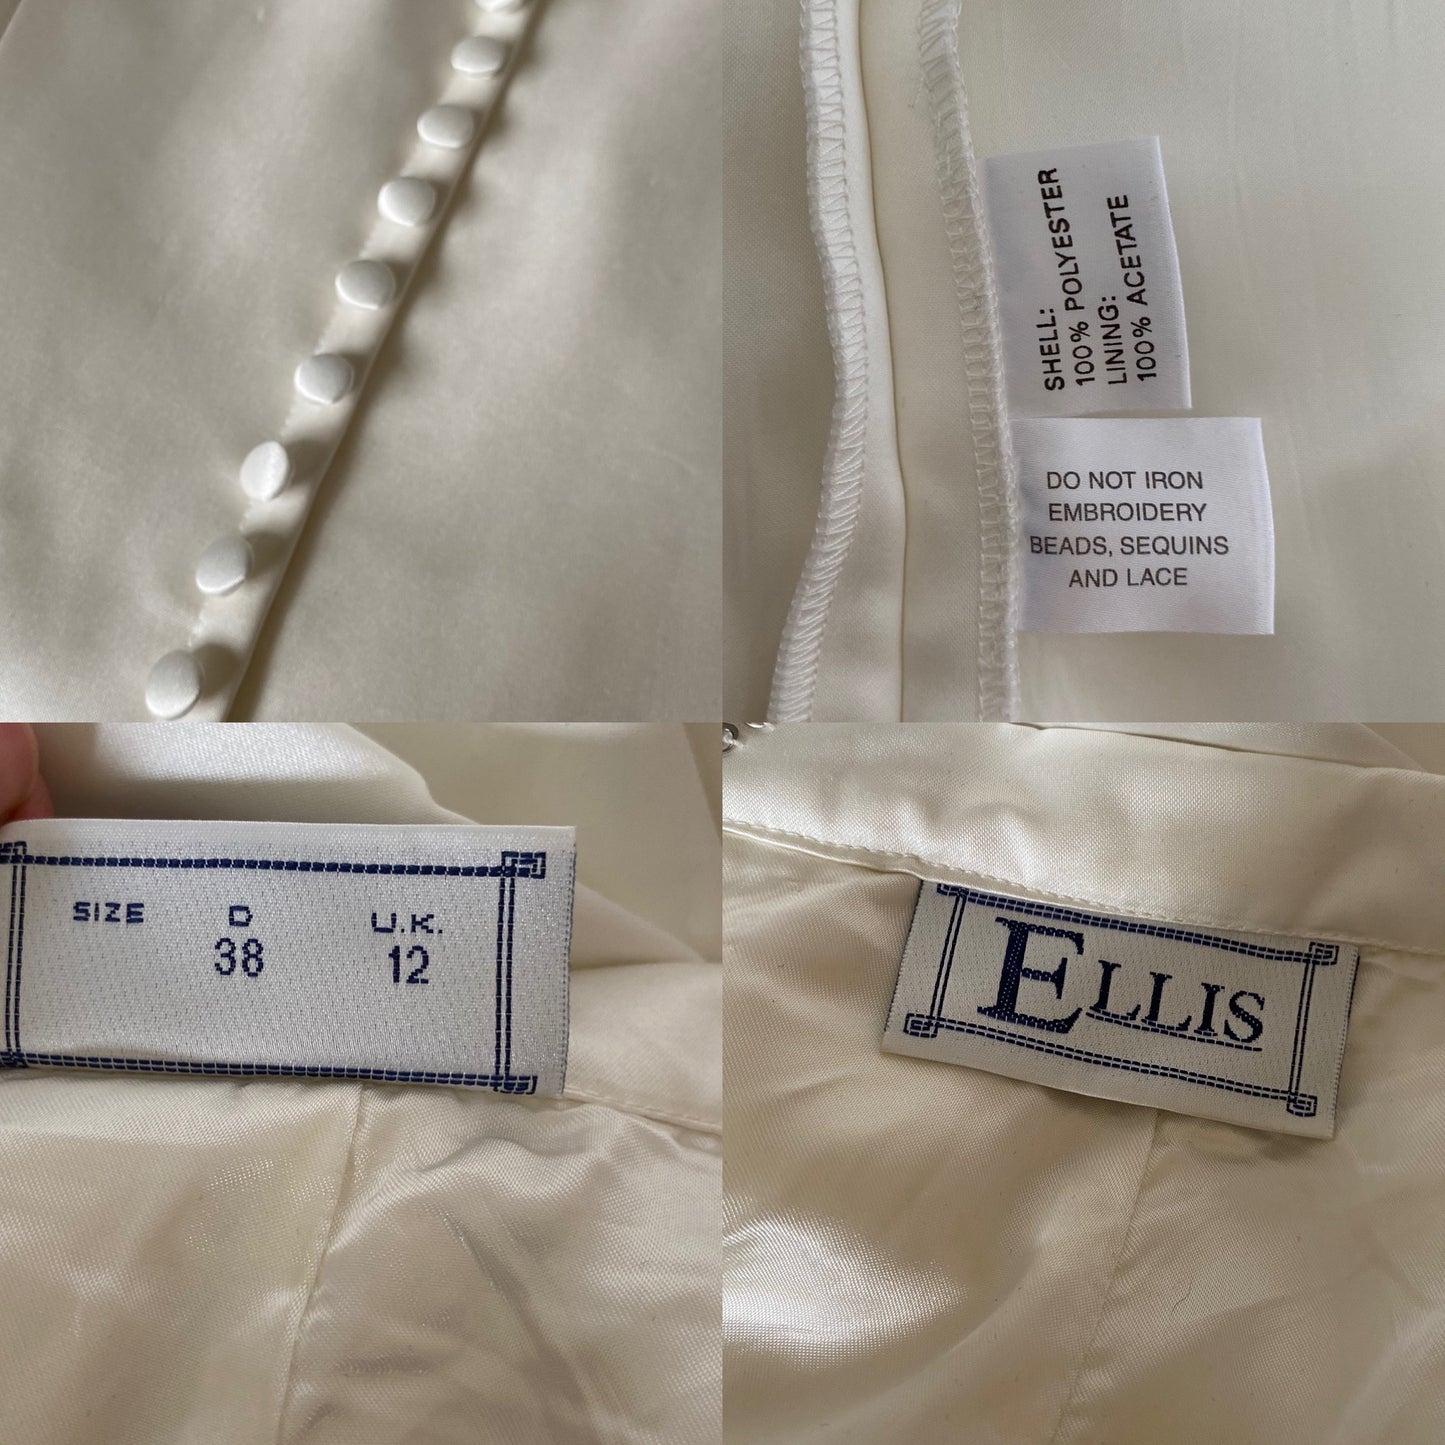 SHELL:
100% POLYESTER
LINING:
100% ACETATE
DO NOT IRON
EMBROIDERY
BEADS, SEQUINS
AND LACE
SIZE D U.K.
38 12
ELLIS